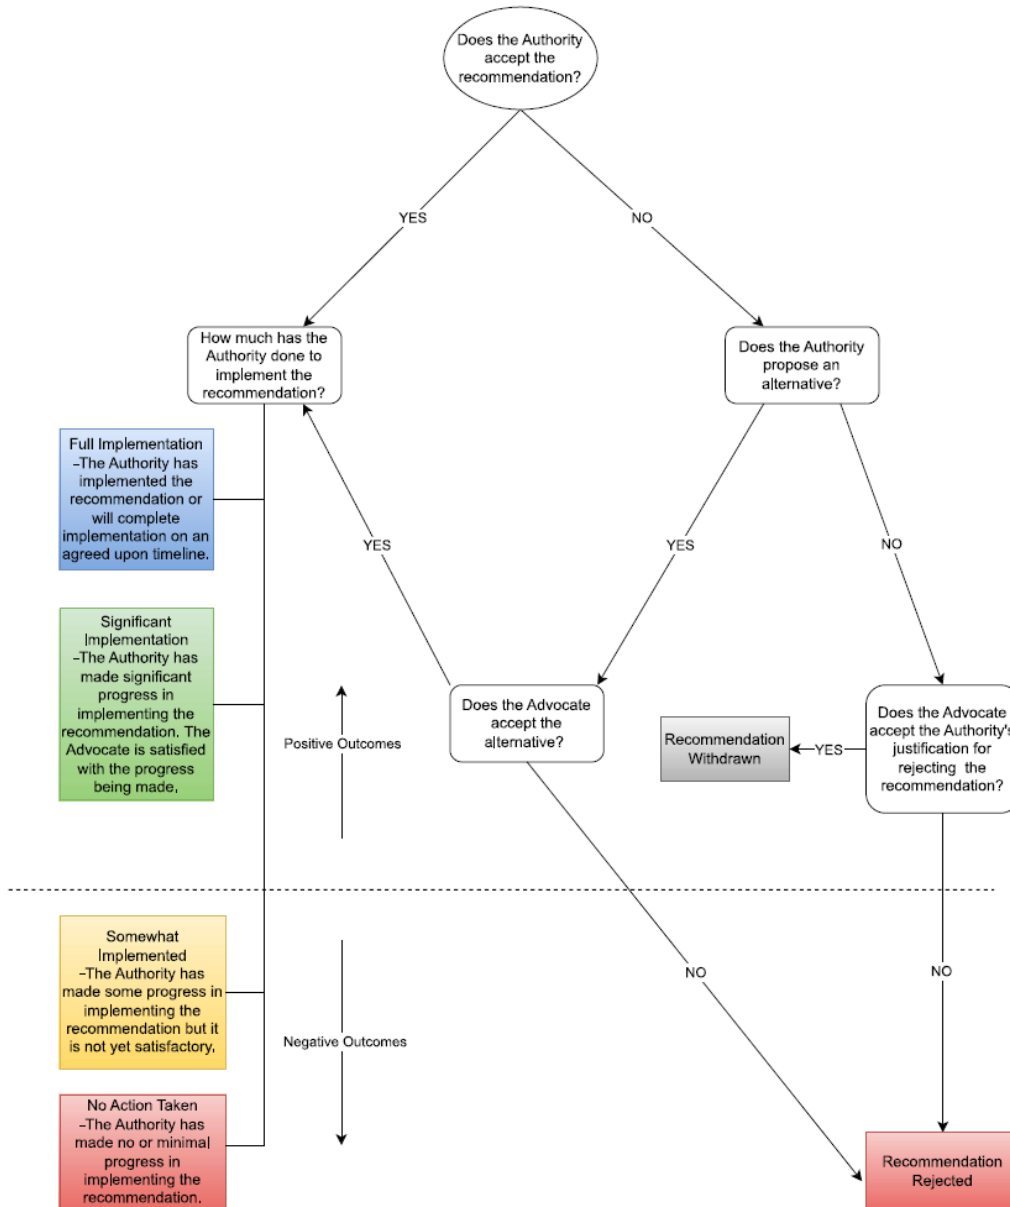 Does the Authority
accept the
recommendation?
YES
NO
How much has the
Authority done to
implement the
recommendation?
Does the Authority
propose an
alternative?
Full Implementation
-The Authority has
implemented the
recommendation or
will complete
implementation on an
agreed upon timeline.
YES
YES
NO
Significant
Implementation
-The Authority has
made significant
progress in
implementing the
recommendation. The
Advocate is satisfied
with the progress
being made.
Positive Outcomes
Does the Advocate
accept the
alternative?
Recommendation
Withdrawn
YES
Does the Advocate
accept the Authority's
justification for
rejecting the
recommendation?
Somewhat
Implemented
-The Authority has
made some progress in
implementing the
recommendation but it
is not yet satisfactory.
NO
NO
Negative Outcomes
No Action Taken
-The Authority has
made no or minimal
progress in
implementing the
recommendation.
Recommendation
Rejected